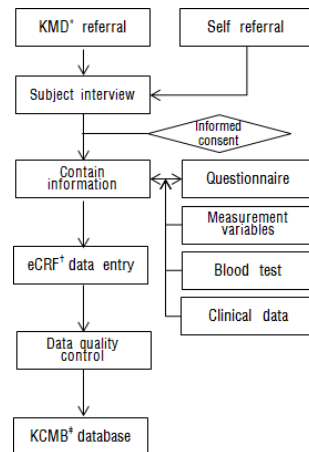 KMD* referral
Self referral
Subject interview
Informed
consent
Contain
information
Questionnaire
Measurement
variables
eCRF† data entry
Blood test
Clinical data
Data quality
control
KCMB‡ database